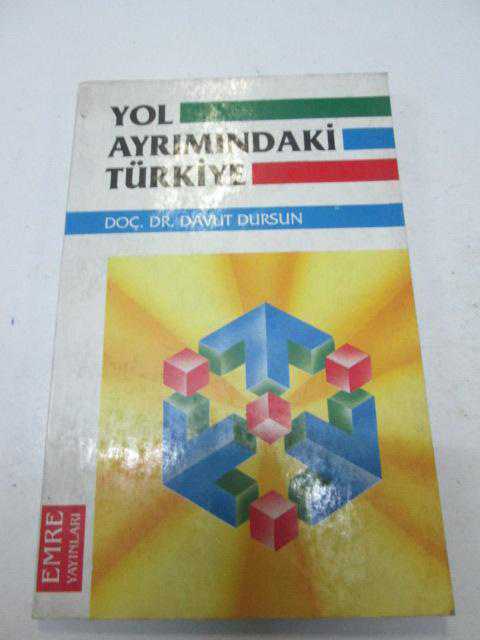 YOL
AYRIMINDAKİ
TÜRKİYE
DOÇ. DR. DAVUT DURSUN
EMRE
YAYINLARI